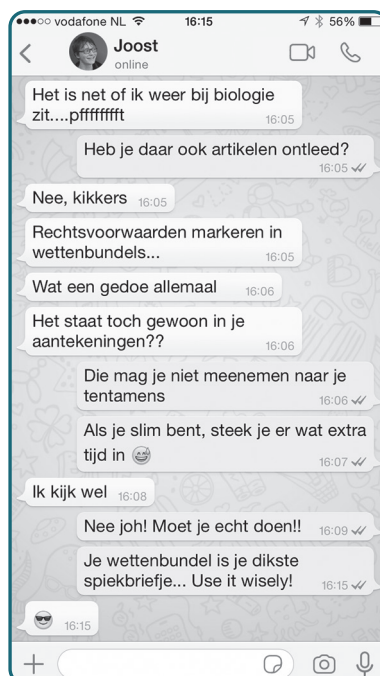 vodafone NL 16:15 56%
Joost
online
Het is net of ik weer bij biologie
zit....pfffffffft
16:05
Heb je daar ook artikelen ontleed?
16:05
Nee, kikkers 16:05
Rechtsvoorwaarden markeren in
wettenbundels... 16:05
Wat een gedoe allemaal 16:06
Het staat toch gewoon in je
aantekeningen?? 16:06
Die mag je niet meenemen naar je
tentamens 16:06
Als je slim bent, steek je er wat extra
tijd in 😅 16:07
Ik kijk wel 16:08
Nee joh! Moet je echt doen!! 16:09
Je wettenbundel is je dikste
spiekbriefje... Use it wisely! 16:15
😎 16:15